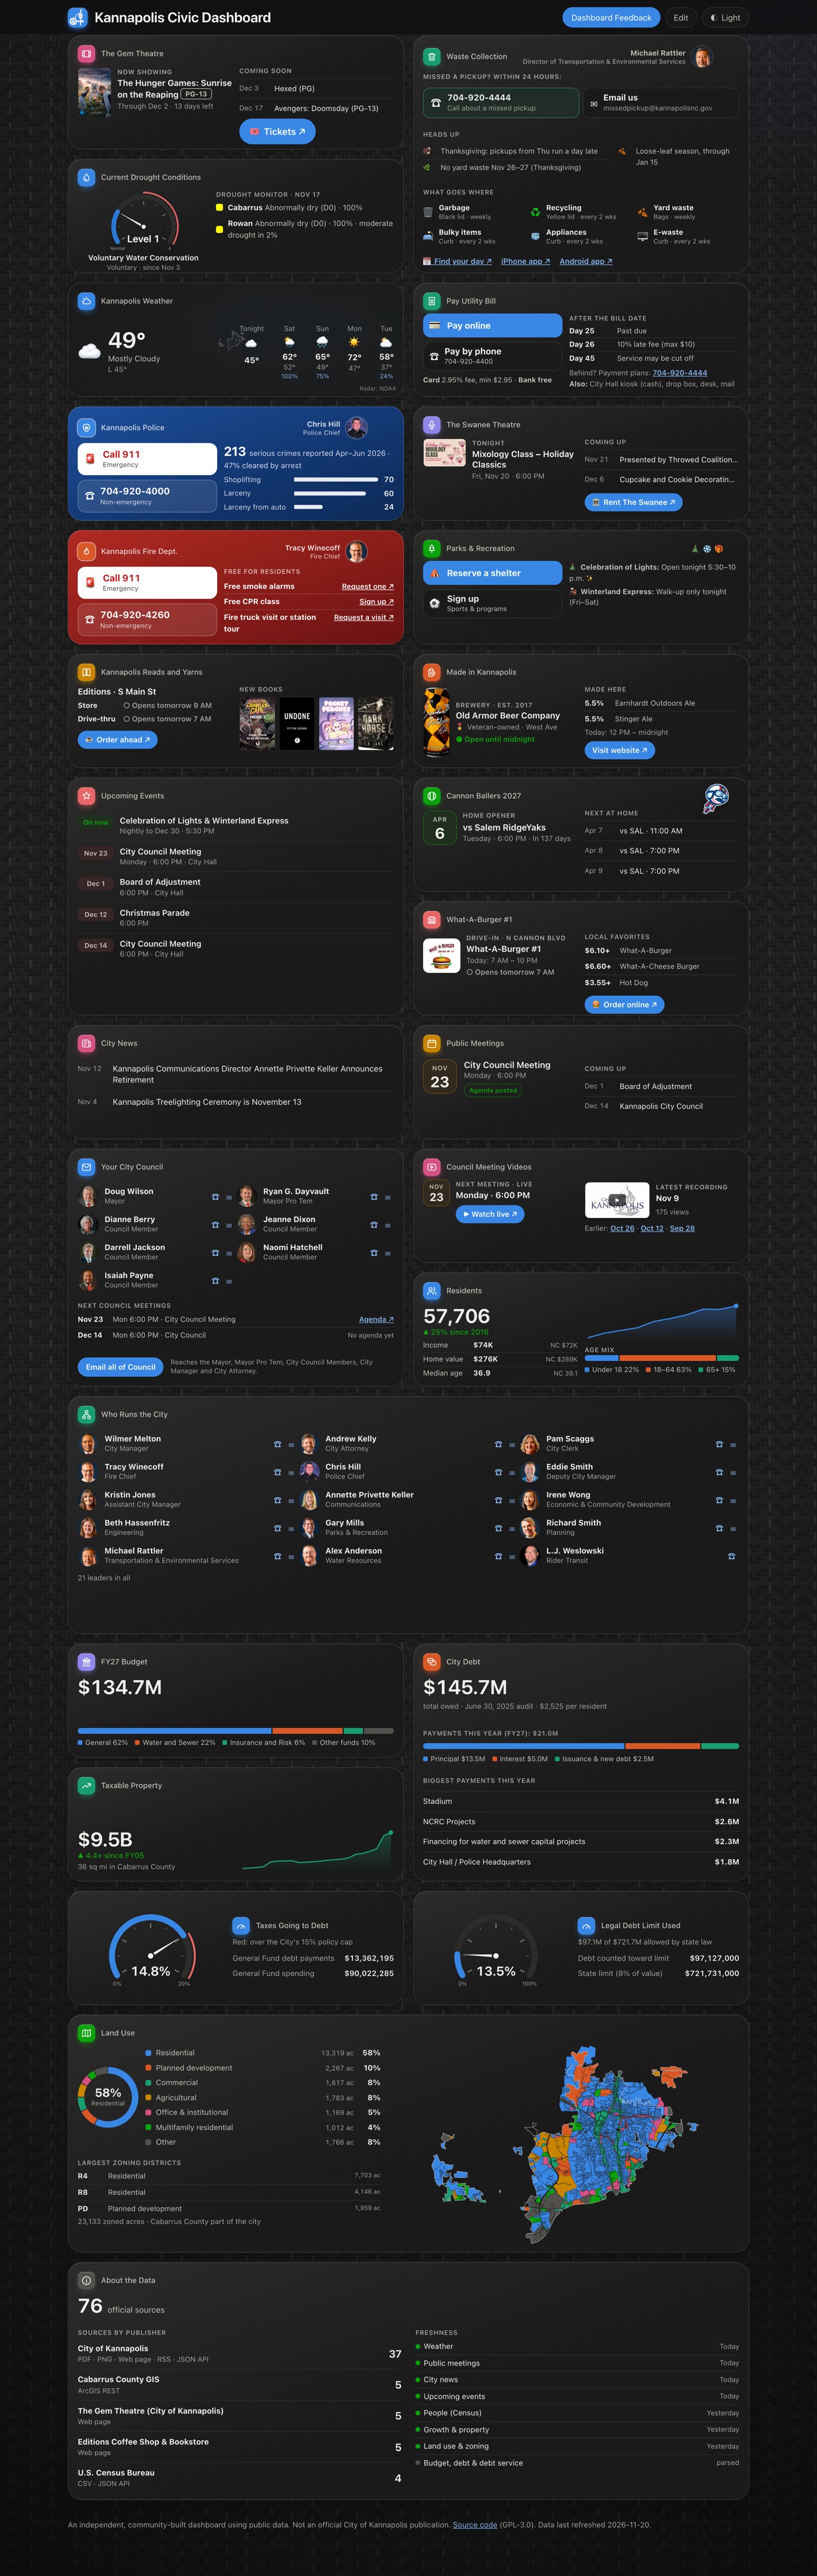 Kannapolis Civic Dashboard
Dashboard Feedback
Edit
Light
The Gem Theatre
NOW SHOWING
The Hunger Games: Sunrise
on the Reaping PG-13
Through Dec 2 · 13 days left
COMING SOON
Dec 3 Hexed (PG)
Dec 17 Avengers: Doomsday (PG-13)
Tickets ↗
Waste Collection
Michael Rattler
Director of Transportation & Environmental Services
MISSED A PICKUP? WITHIN 24 HOURS:
704-920-4444
Call about a missed pickup
Email us
missedpickup@kannapolisnc.gov
HEADS UP
Thanksgiving: pickups from Thu run a day late
Loose-leaf season, through
Jan 15
No yard waste Nov 26–27 (Thanksgiving)
WHAT GOES WHERE
Garbage
Black lid · weekly
Recycling
Yellow lid · every 2 wks
Yard waste
Bags · weekly
Bulky items
Curb · every 2 wks
Appliances
Curb · every 2 wks
E-waste
Curb · every 2 wks
Find your day ↗ iPhone app ↗ Android app ↗
Current Drought Conditions
Level 1
Normal 4
Voluntary Water Conservation
Voluntary · since Nov 3
DROUGHT MONITOR · NOV 17
Cabarrus Abnormally dry (D0) · 100%
Rowan Abnormally dry (D0) · 100% · moderate
drought in 2%
Kannapolis Weather
49°
Mostly Cloudy
L 45°
Tonight Sat Sun Mon Tue
45° 62° 65° 72° 58°
52° 49° 47° 37°
100% 75% 24%
Radar: NOAA
Pay Utility Bill
Pay online
Pay by phone
704-920-4400
Card 2.95% fee, min $2.95 · Bank free
AFTER THE BILL DATE
Day 25 Past due
Day 26 10% late fee (max $10)
Day 45 Service may be cut off
Behind? Payment plans: 704-920-4444
Also: City Hall kiosk (cash), drop box, desk, mail
Kannapolis Police
Chris Hill
Police Chief
Call 911
Emergency
704-920-4000
Non-emergency
213 serious crimes reported Apr–Jun 2026 ·
47% cleared by arrest
Shoplifting 70
Larceny 60
Larceny from auto 24
The Swanee Theatre
TONIGHT
Mixology Class – Holiday
Classics
Fri, Nov 20 · 6:00 PM
COMING UP
Nov 21 Presented by Throwed Coalition...
Dec 6 Cupcake and Cookie Decoratin...
Rent The Swanee ↗
Kannapolis Fire Dept.
Tracy Winecoff
Fire Chief
Call 911
Emergency
704-920-4260
Non-emergency
FREE FOR RESIDENTS
Free smoke alarms Request one ↗
Free CPR class Sign up ↗
Fire truck visit or station Request a visit ↗
tour
Parks & Recreation
Reserve a shelter
Sign up
Sports & programs
Celebration of Lights: Open tonight 5:30–10
p.m.
Winterland Express: Walk-up only tonight
(Fri–Sat)
Kannapolis Reads and Yarns
Editions · S Main St
Store Opens tomorrow 9 AM
Drive-thru Opens tomorrow 7 AM
Order ahead ↗
NEW BOOKS
UNDONE
Made in Kannapolis
BREWERY · EST. 2017
Old Armor Beer Company
Veteran-owned · West Ave
Open until midnight
MADE HERE
5.5% Earnhardt Outdoors Ale
5.5% Stinger Ale
Today: 12 PM – midnight
Visit website ↗
Upcoming Events
On now Celebration of Lights & Winterland Express
Nightly to Dec 30 · 5:30 PM
Nov 23 City Council Meeting
Monday · 6:00 PM · City Hall
Dec 1 Board of Adjustment
6:00 PM · City Hall
Dec 12 Christmas Parade
6:00 PM
Dec 14 City Council Meeting
6:00 PM · City Hall
Cannon Ballers 2027
APR
6
HOME OPENER
vs Salem RidgeYaks
Tuesday · 6:00 PM · In 137 days
NEXT AT HOME
Apr 7 vs SAL · 11:00 AM
Apr 8 vs SAL · 7:00 PM
Apr 9 vs SAL · 7:00 PM
What-A-Burger #1
DRIVE-IN · N CANNON BLVD
What-A-Burger #1
Today: 7 AM – 10 PM
Opens tomorrow 7 AM
LOCAL FAVORITES
$6.10+ What-A-Burger
$6.60+ What-A-Cheese Burger
$3.55+ Hot Dog
Order online ↗
City News
Nov 12 Kannapolis Communications Director Annette Privette Keller Announces
Retirement
Nov 4 Kannapolis Treelighting Ceremony is November 13
Public Meetings
NOV
23
City Council Meeting
Monday · 6:00 PM
Agenda posted
COMING UP
Dec 1 Board of Adjustment
Dec 14 Kannapolis City Council
Your City Council
Doug Wilson
Mayor
Ryan G. Dayvault
Mayor Pro Tem
Dianne Berry
Council Member
Jeanne Dixon
Council Member
Darrell Jackson
Council Member
Naomi Hatchell
Council Member
Isaiah Payne
Council Member
NEXT COUNCIL MEETINGS
Nov 23 Mon 6:00 PM · City Council Meeting Agenda ↗
Dec 14 Mon 6:00 PM · City Council No agenda yet
Email all of Council
Reaches the Mayor, Mayor Pro Tem, City Council Members, City
Manager and City Attorney.
Council Meeting Videos
NOV
23
NEXT MEETING · LIVE
Monday · 6:00 PM
Watch live ↗
LATEST RECORDING
Nov 9
175 views
Earlier: Oct 26 · Oct 12 · Sep 28
Residents
57,706
▲ 25% since 2016
Income $74K NC $72K
Home value $276K NC $289K
Median age 36.9 NC 39.1
AGE MIX
Under 18 22% 18–64 63% 65+ 15%
Who Runs the City
Wilmer Melton
City Manager
Andrew Kelly
City Attorney
Pam Scaggs
City Clerk
Tracy Winecoff
Fire Chief
Chris Hill
Police Chief
Eddie Smith
Deputy City Manager
Kristin Jones
Assistant City Manager
Annette Privette Keller
Communications
Irene Wong
Economic & Community Development
Beth Hassenfritz
Engineering
Gary Mills
Parks & Recreation
Richard Smith
Planning
Michael Rattler
Transportation & Environmental Services
Alex Anderson
Water Resources
L.J. Weslowski
Rider Transit
21 leaders in all
FY27 Budget
$134.7M
General 62% Water and Sewer 22% Insurance and Risk 6% Other funds 10%
City Debt
$145.7M
total owed · June 30, 2025 audit · $2,525 per resident
PAYMENTS THIS YEAR (FY27): $21.0M
Principal $13.5M Interest $5.0M Issuance & new debt $2.5M
BIGGEST PAYMENTS THIS YEAR
Stadium $4.1M
NCRC Projects $2.6M
Financing for water and sewer capital projects $2.3M
City Hall / Police Headquarters $1.8M
Taxable Property
$9.5B
▲ 4.4× since FY05
36 sq mi in Cabarrus County
14.8%
0% 20%
Taxes Going to Debt
Red: over the City's 15% policy cap
General Fund debt payments $13,362,195
General Fund spending $90,022,285
13.5%
0% 100%
Legal Debt Limit Used
$97.1M of $721.7M allowed by state law
Debt counted toward limit $97,127,000
State limit (8% of value) $721,731,000
Land Use
58%
Residential
Residential 13,319 ac 58%
Planned development 2,267 ac 10%
Commercial 1,817 ac 8%
Agricultural 1,783 ac 8%
Office & institutional 1,169 ac 5%
Multifamily residential 1,012 ac 4%
Other 1,766 ac 8%
LARGEST ZONING DISTRICTS
R4 Residential 7,703 ac
R8 Residential 4,146 ac
PD Planned development 1,959 ac
23,133 zoned acres · Cabarrus County part of the city
About the Data
76 official sources
SOURCES BY PUBLISHER
City of Kannapolis 37
PDF · PNG · Web page · RSS · JSON API
Cabarrus County GIS 5
ArcGIS REST
The Gem Theatre (City of Kannapolis) 5
Web page
Editions Coffee Shop & Bookstore 5
Web page
U.S. Census Bureau 4
CSV · JSON API
FRESHNESS
Weather Today
Public meetings Today
City news Today
Upcoming events Today
People (Census) Yesterday
Growth & property Yesterday
Land use & zoning Yesterday
Budget, debt & debt service parsed
An independent, community-built dashboard using public data. Not an official City of Kannapolis publication. Source code (GPL-3.0). Data last refreshed 2026-11-20.